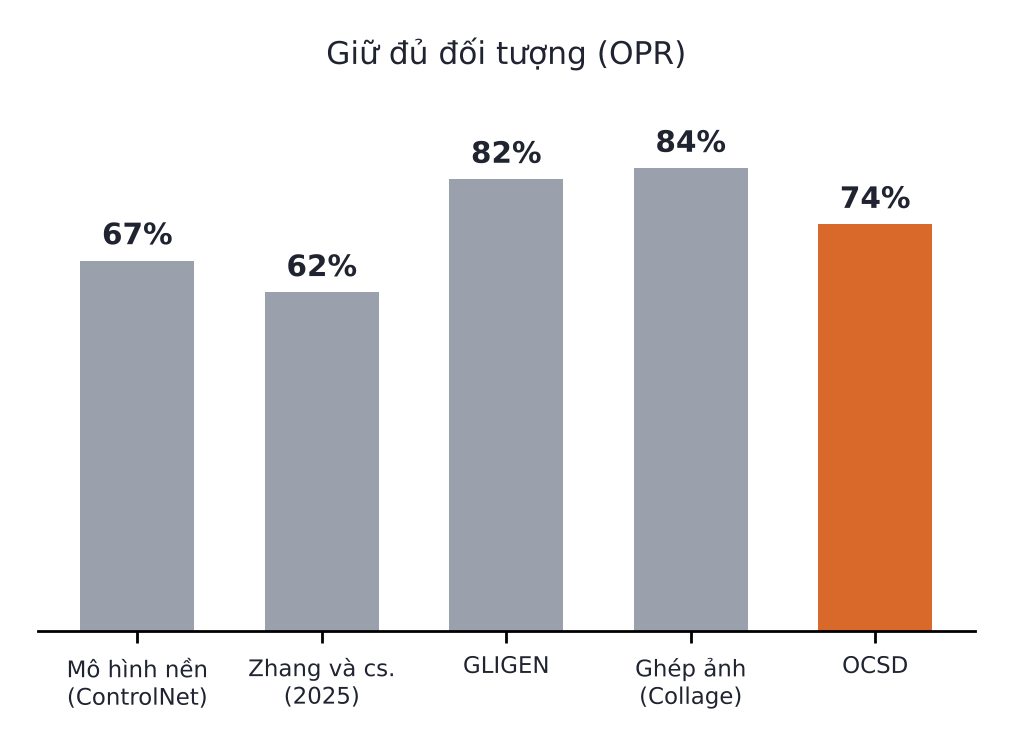 Giữ đủ đối tượng (OPR)
67%
62%
82%
84%
74%
Mô hình nền
(ControlNet)
Zhang và cs.
(2025)
GLIGEN
Ghép ảnh
(Collage)
OCSD